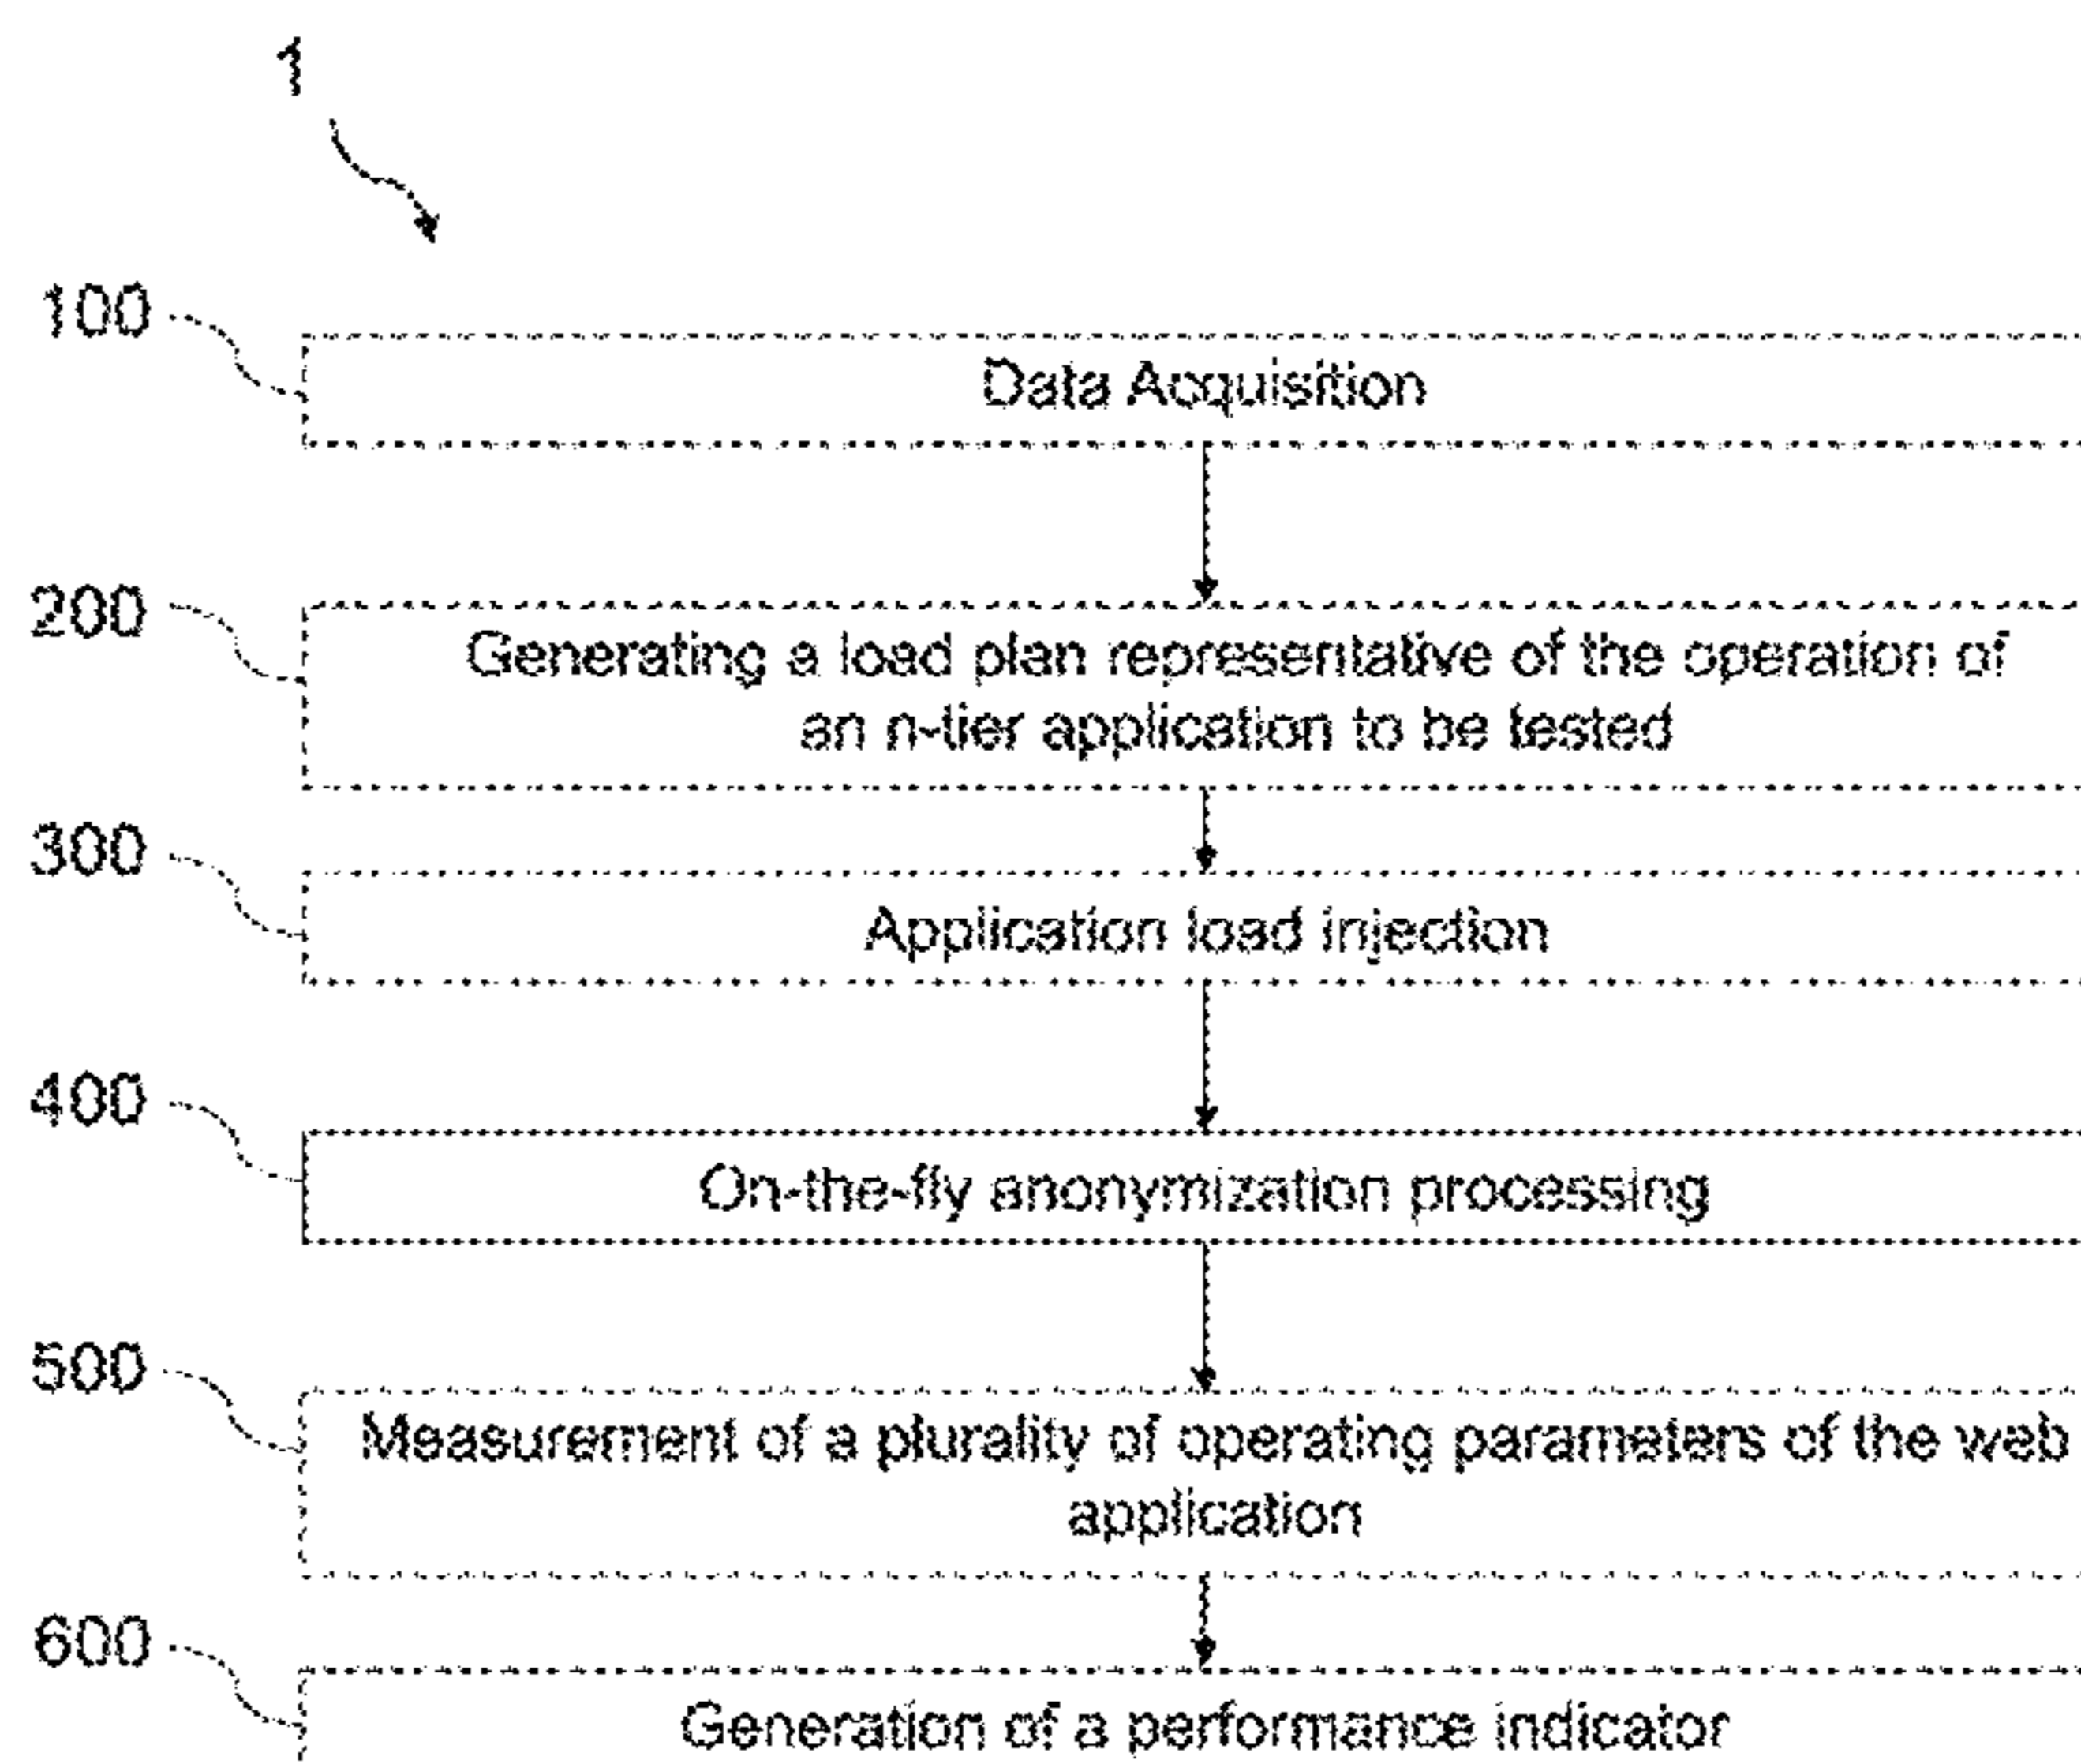 1
100
Data Acquisition
200
Generating a load plan representative of the operation of
an n-tier application to be tested
300
Application load injection
400
On-the-fly anonymization processing
500
Measurement of a plurality of operating parameters of the web
application
600
Generation of a performance indicator